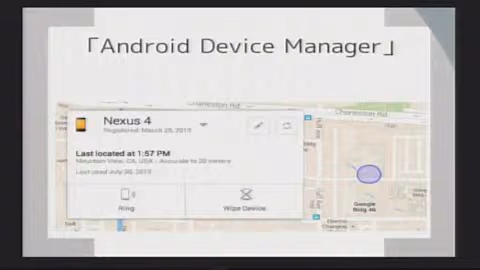 「Android Device Manager」
Charleston Rd
Charleston Rd
Nexus 4
Registered: March 25, 2013
Last located at 1:57 PM
Mountain View, CA, USA - Accurate to 20 meters
Last used July 30, 2013
Ring
Wipe Device
Google
Bldg 46